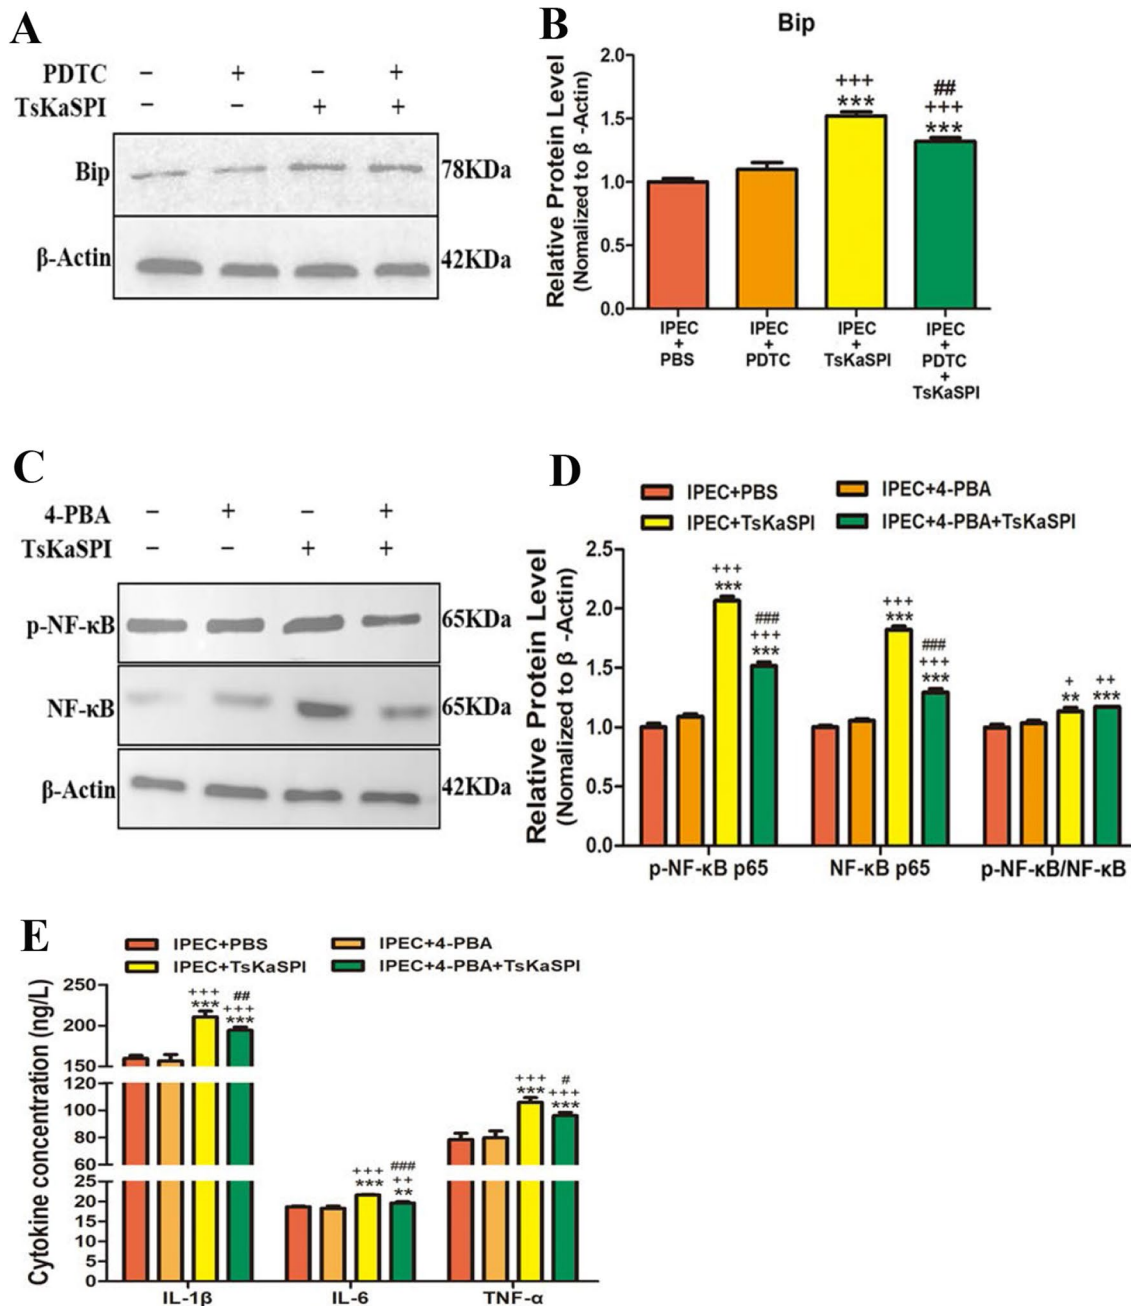 A
PDTC - + - +
TsKaSPI - - + +
Bip 78KDa
β-Actin 42KDa
B
Bip
Relative Protein Level
(Nomalized to β -Actin)
2.0
1.5
1.0
0.5
0.0
+++
***
##
+++
***
IPEC
+
PBS
IPEC
+
PDTC
IPEC
+
TsKaSPI
IPEC
+
PDTC
+
TsKaSPI
C
4-PBA - + - +
TsKaSPI - - + +
p-NF-κB 65KDa
NF-κB 65KDa
β-Actin 42KDa
D
IPEC+PBS IPEC+4-PBA
IPEC+TsKaSPI IPEC+4-PBA+TsKaSPI
Relative Protein Level
(Nomalized to β -Actin)
2.5
2.0
1.5
1.0
0.5
0.0
+++
***
###
+++
***
+++
***
###
+++
***
+
**
++
***
p-NF-κB p65 NF-κB p65 p-NF-κB/NF-κB
E
IPEC+PBS IPEC+4-PBA
IPEC+TsKaSPI IPEC+4-PBA+TsKaSPI
Cytokine concentration (ng/L)
250
200
150
120
100
80
60
25
20
15
10
5
0
+++
***
##
+++
***
+++
***
###
++
**
+++
***
#
+++
***
IL-1β IL-6 TNF-α